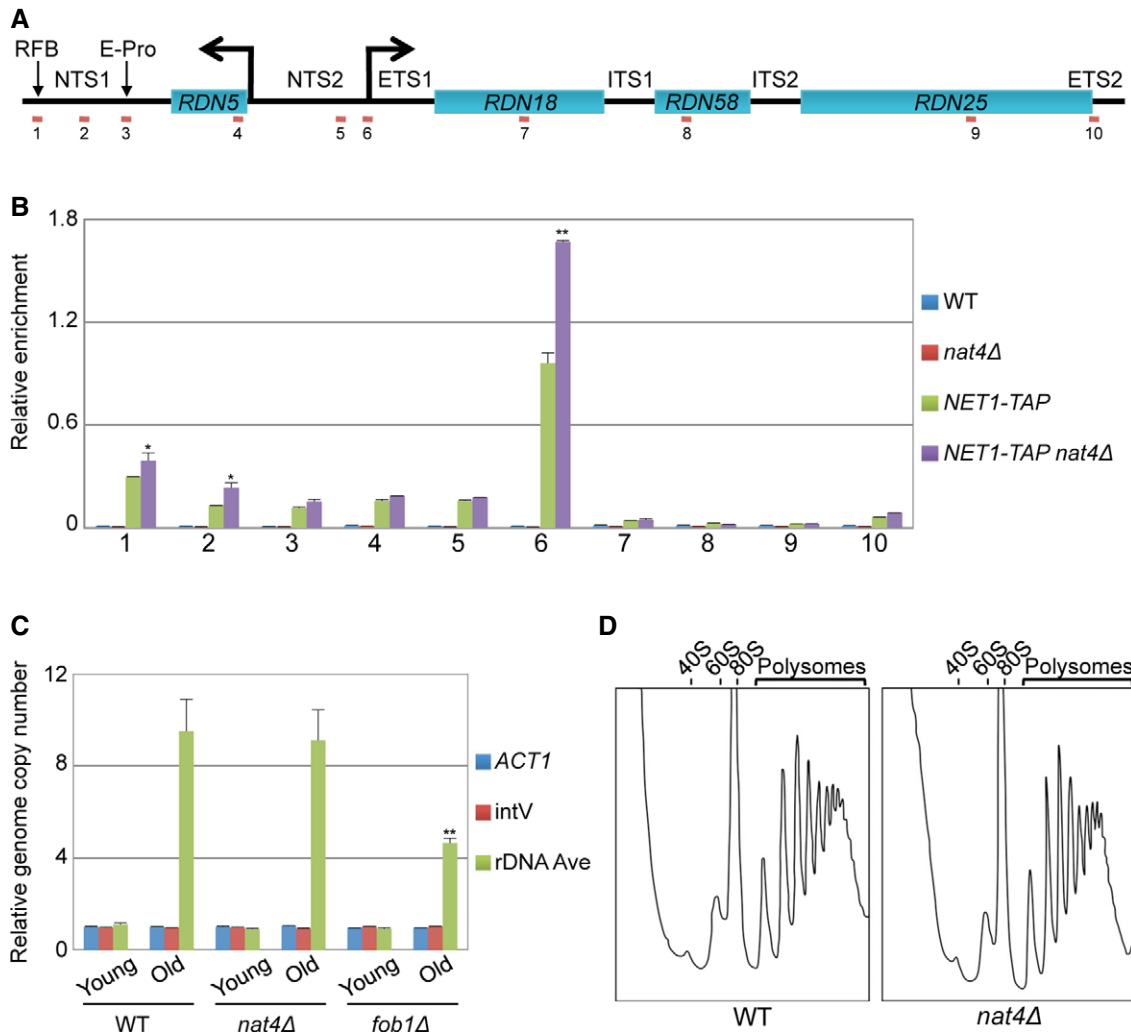 A
RFB
E-Pro
NTS1
NTS2
ETS1
ITS1
ITS2
ETS2
RDN5
RDN18
RDN58
RDN25
1 2 3 4 5 6 7 8 9 10
B
Relative enrichment
1.8
1.2
0.6
0
*
*
**
1 2 3 4 5 6 7 8 9 10
WT
nat4Δ
NET1-TAP
NET1-TAP nat4Δ
C
Relative genome copy number
12
8
4
0
**
Young Old Young Old Young Old
WT nat4Δ fob1Δ
ACT1
intV
rDNA Ave
D
40S 60S 80S Polysomes
40S 60S 80S Polysomes
WT
nat4Δ